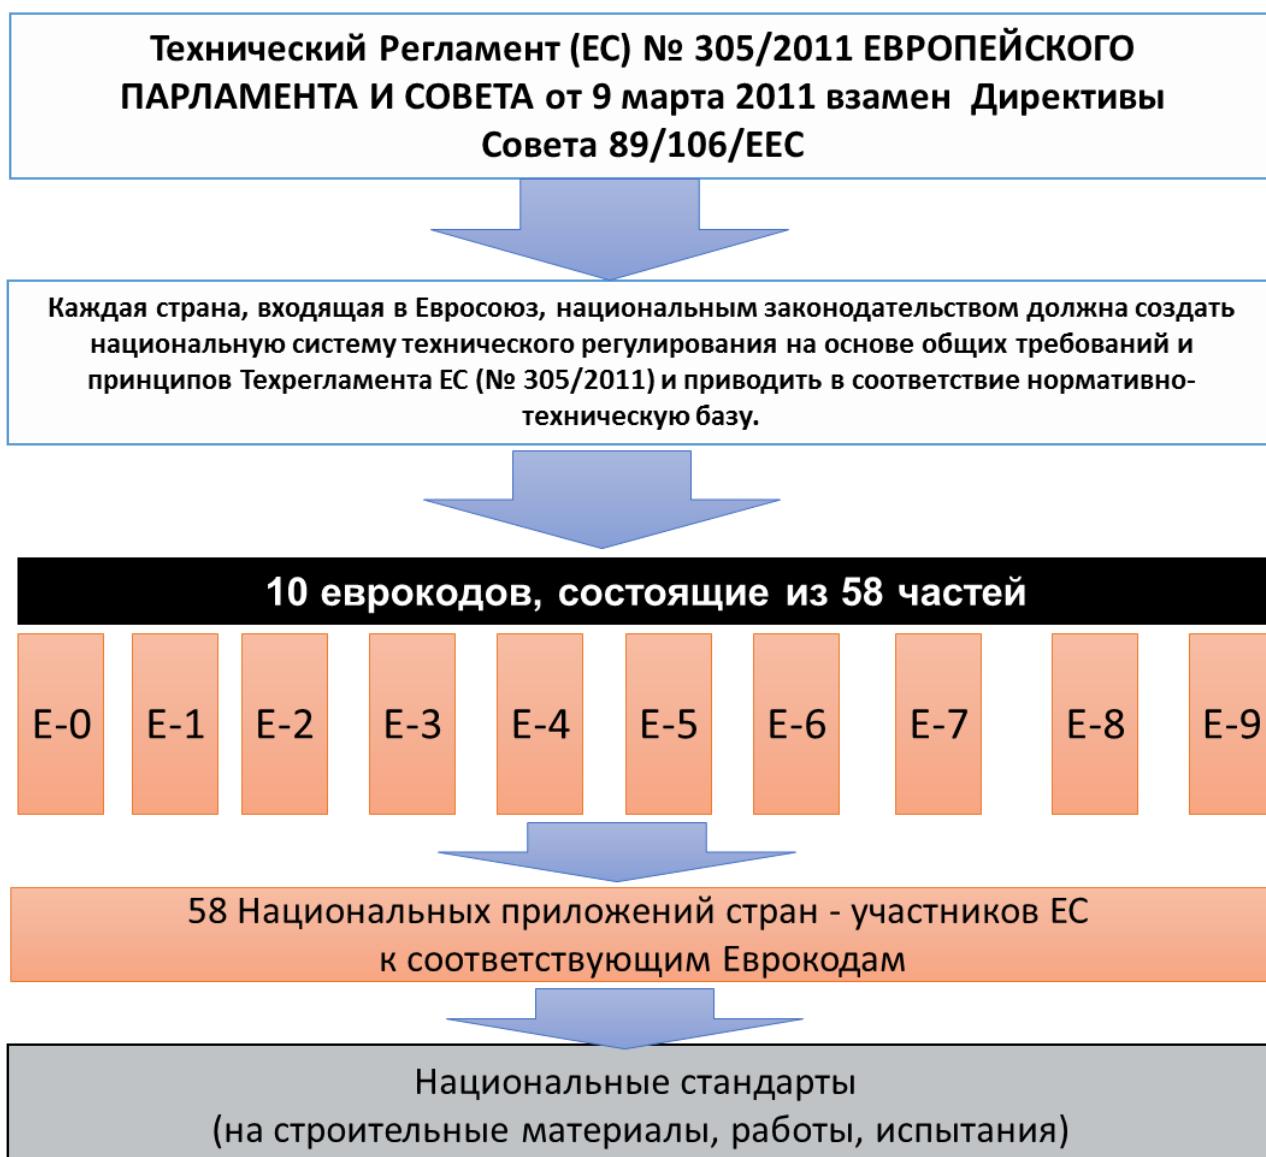 Технический Регламент (ЕС) № 305/2011 ЕВРОПЕЙСКОГО
ПАРЛАМЕНТА И СОВЕТА от 9 марта 2011 взамен Директивы
Совета 89/106/ЕЕС
Каждая страна, входящая в Евросоюз, национальным законодательством должна создать
национальную систему технического регулирования на основе общих требований и
принципов Техрегламента ЕС (№ 305/2011) и приводить в соответствие нормативно-
техническую базу.
10 еврокодов, состоящие из 58 частей
Е-0 Е-1 Е-2 Е-3 Е-4 Е-5 Е-6 Е-7 Е-8 Е-9
58 Национальных приложений стран - участников ЕС
к соответствующим Еврокодам
Национальные стандарты
(на строительные материалы, работы, испытания)